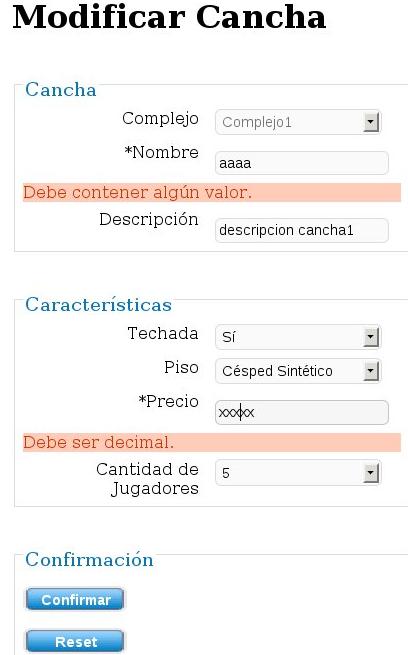 Modificar Cancha
Cancha
Complejo Complejo1
*Nombre aaaa
Debe contener algún valor.
Descripción descripcion cancha1
Características
Techada Sí
Piso Césped Sintético
*Precio xxxxx
Debe ser decimal.
Cantidad de
Jugadores 5
Confirmación
Confirmar
Reset